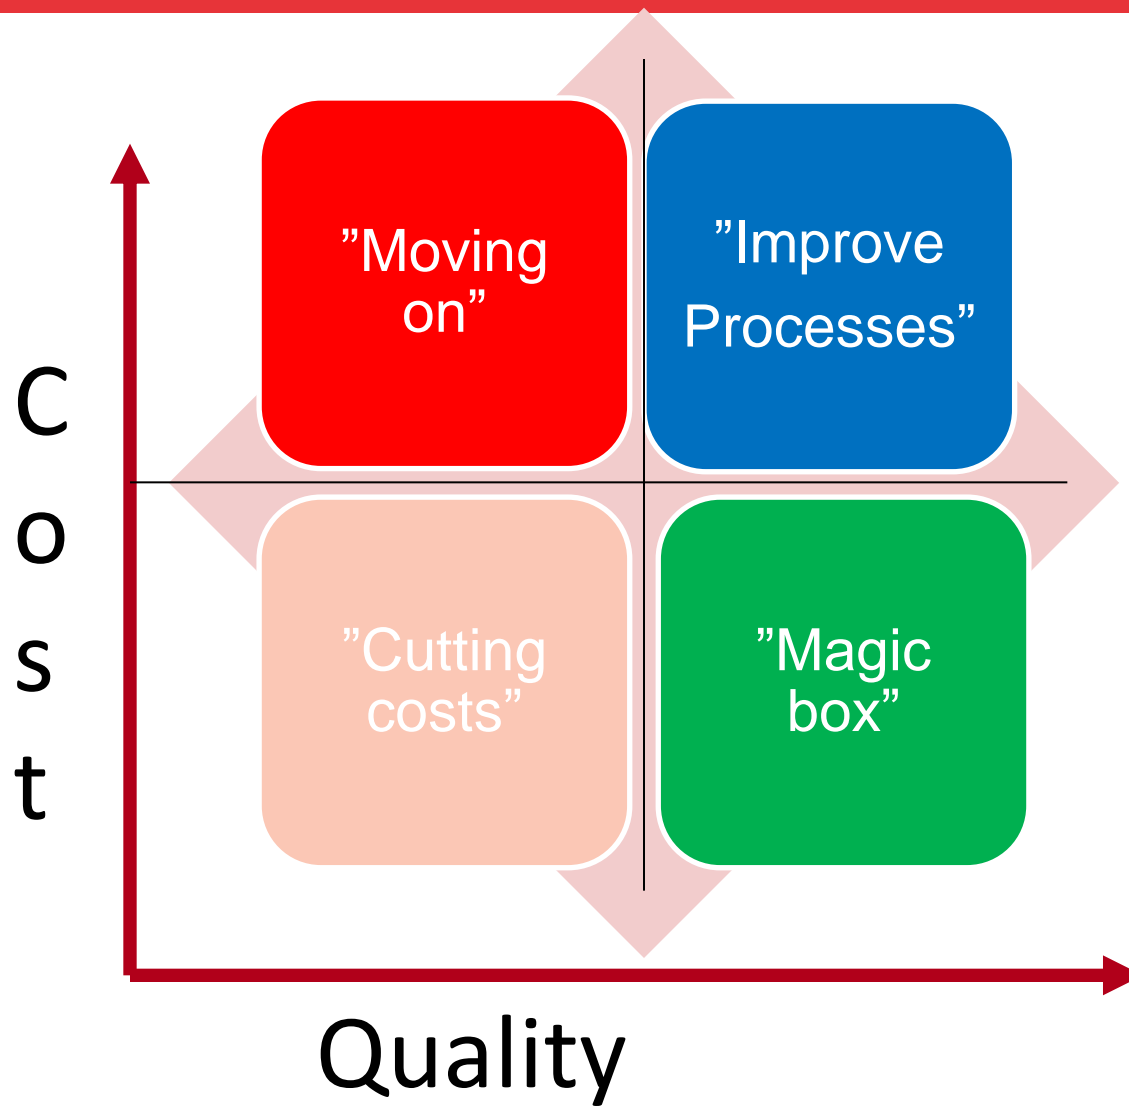 ”Moving
on”
”Improve
Processes”
”Cutting
costs”
”Magic
box”
C
o
s
t
Quality